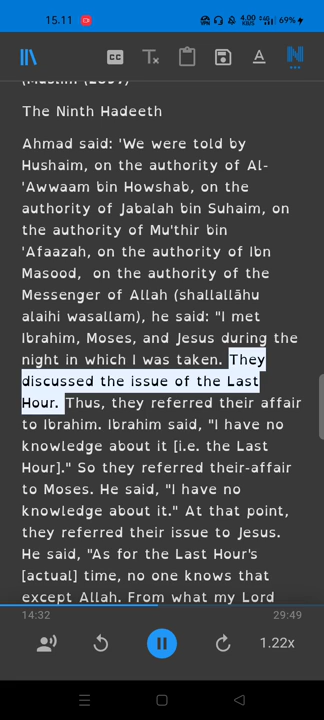 15.11
4.00
KB/S
69%
CC
(Muslim (2897)
The Ninth Hadeeth
Ahmad said: 'We were told by
Hushaim, on the authority of Al-
'Awwaam bin Howshab, on the
authority of Jabalah bin Suhaim, on
the authority of Mu'thir bin
'Afaazah, on the authority of Ibn
Masood, on the authority of the
Messenger of Allah (shallallāhu
alaihi wasallam), he said: "I met
Ibrahim, Moses, and Jesus during the
night in which I was taken. They
discussed the issue of the Last
Hour. Thus, they referred their affair
to Ibrahim. Ibrahim said, "I have no
knowledge about it [i.e. the Last
Hour]." So they referred their-affair
to Moses. He said, "I have no
knowledge about it." At that point,
they referred their issue to Jesus.
He said, "As for the Last Hour's
[actual] time, no one knows that
except Allah. From what my Lord
14:32
29:49
1.22x